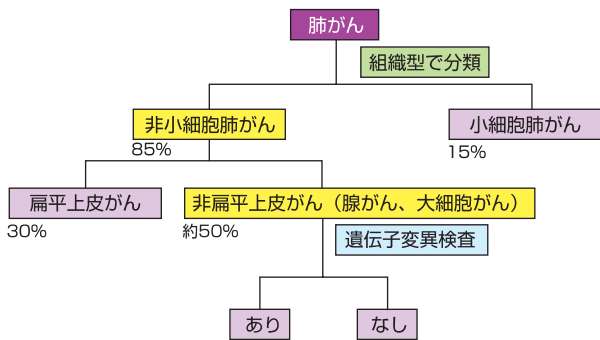 肺がん
組織型で分類
非小細胞肺がん
85%
小細胞肺がん
15%
扁平上皮がん
30%
非扁平上皮がん（腺がん、大細胞がん）
約50%
遺伝子変異検査
あり
なし